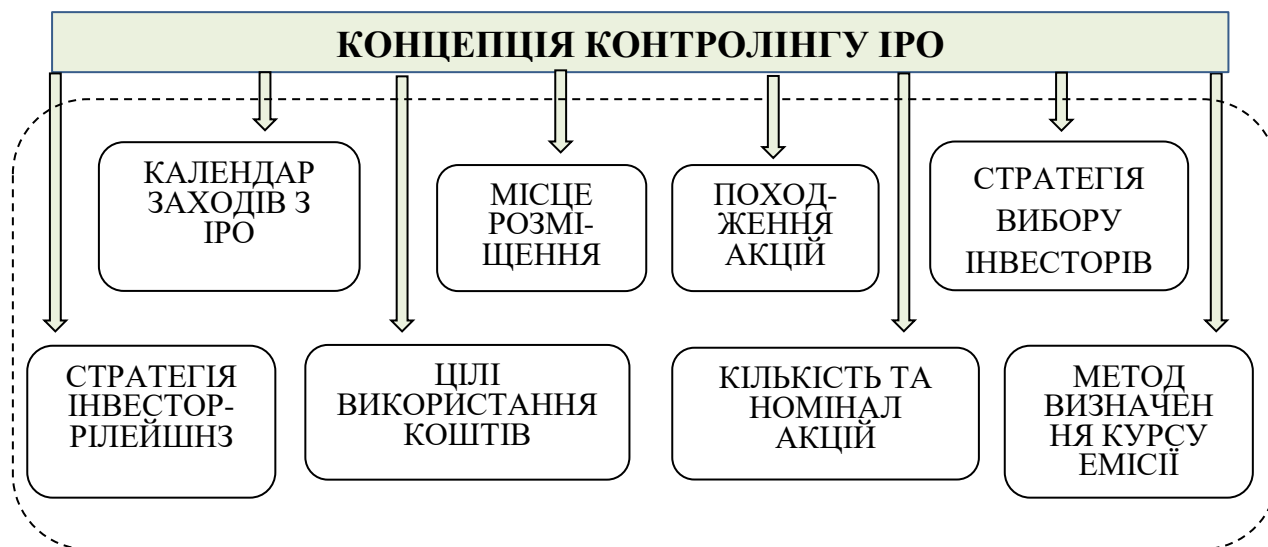 КОНЦЕПЦІЯ КОНТРОЛІНГУ ІРО
КАЛЕНДАР
ЗАХОДІВ З
ІРО
МІСЦЕ
РОЗМІ-
ЩЕННЯ
ПОХОД-
ЖЕННЯ
АКЦІЙ
СТРАТЕГІЯ
ВИБОРУ
ІНВЕСТОРІВ
СТРАТЕГІЯ
ІНВЕСТОР-
РІЛЕЙШНЗ
ЦІЛІ
ВИКОРИСТАННЯ
КОШТІВ
КІЛЬКІСТЬ ТА
НОМІНАЛ
АКЦІЙ
МЕТОД
ВИЗНАЧЕН
НЯ КУРСУ
ЕМІСІЇ